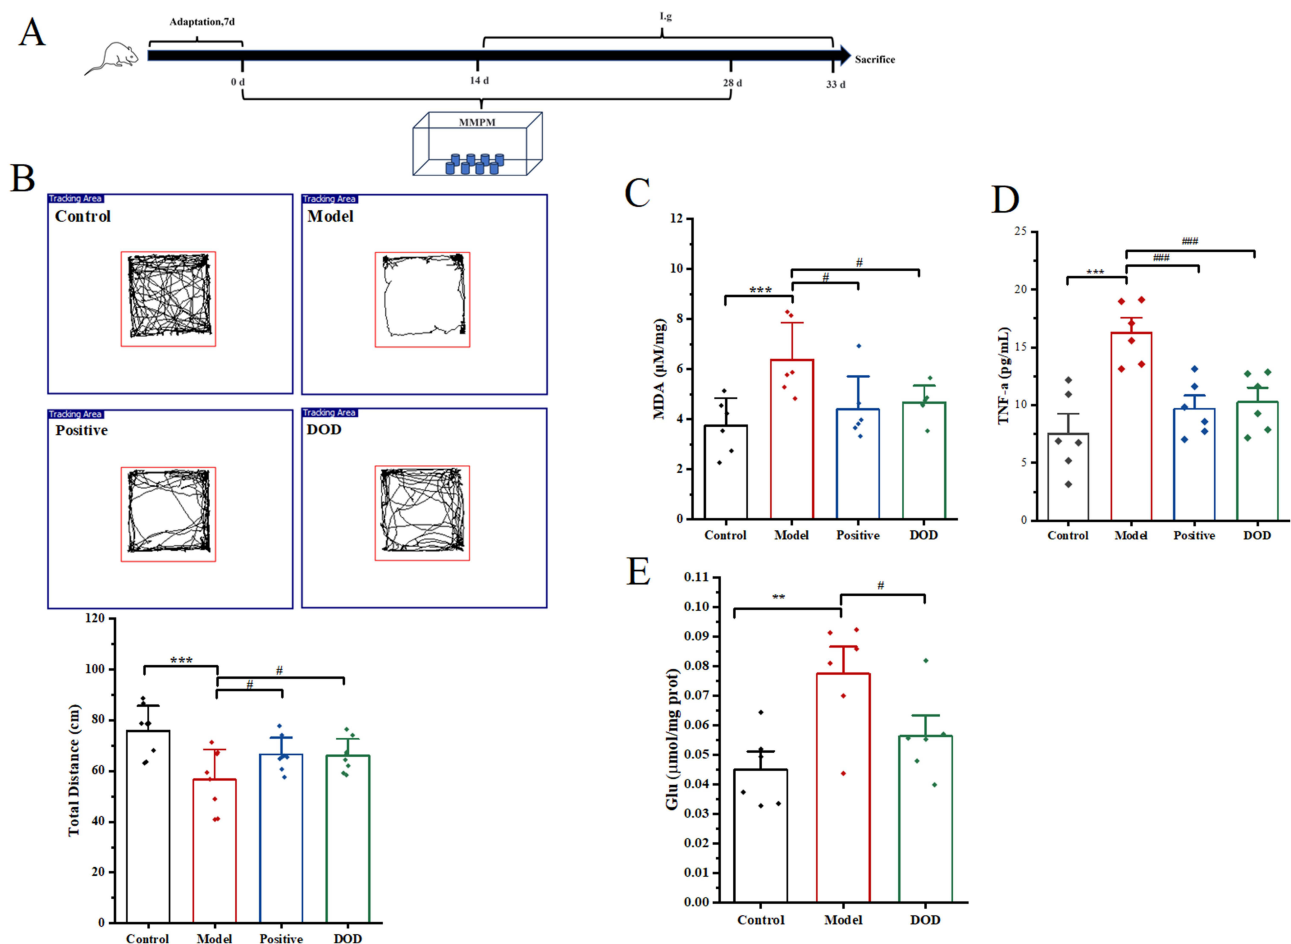 A
Adaptation,7d
I.g
Sacrifice
0 d
14 d
28 d
33 d
MMPM
B
Tracking Area
Control
Tracking Area
Model
Tracking Area
Positive
Tracking Area
DOD
120
100
80
60
40
20
0
Total Distance (cm)
***
#
#
Control
Model
Positive
DOD
C
12
10
8
6
4
2
0
MDA (μM/mg)
***
#
#
Control
Model
Positive
DOD
D
25
20
15
10
5
0
TNF-a (pg/mL)
***
###
###
Control
Model
Positive
DOD
E
0.11
0.10
0.09
0.08
0.07
0.06
0.05
0.04
0.03
0.02
0.01
0.00
Glu (μmol/mg prot)
**
#
Control
Model
DOD